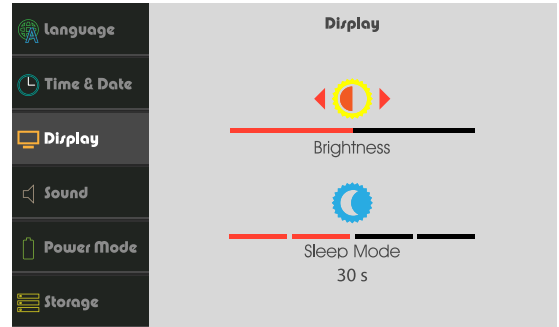 Language
Time & Date
Display
Sound
Power Mode
Storage
Display
Brightness
Sleep Mode
30 s